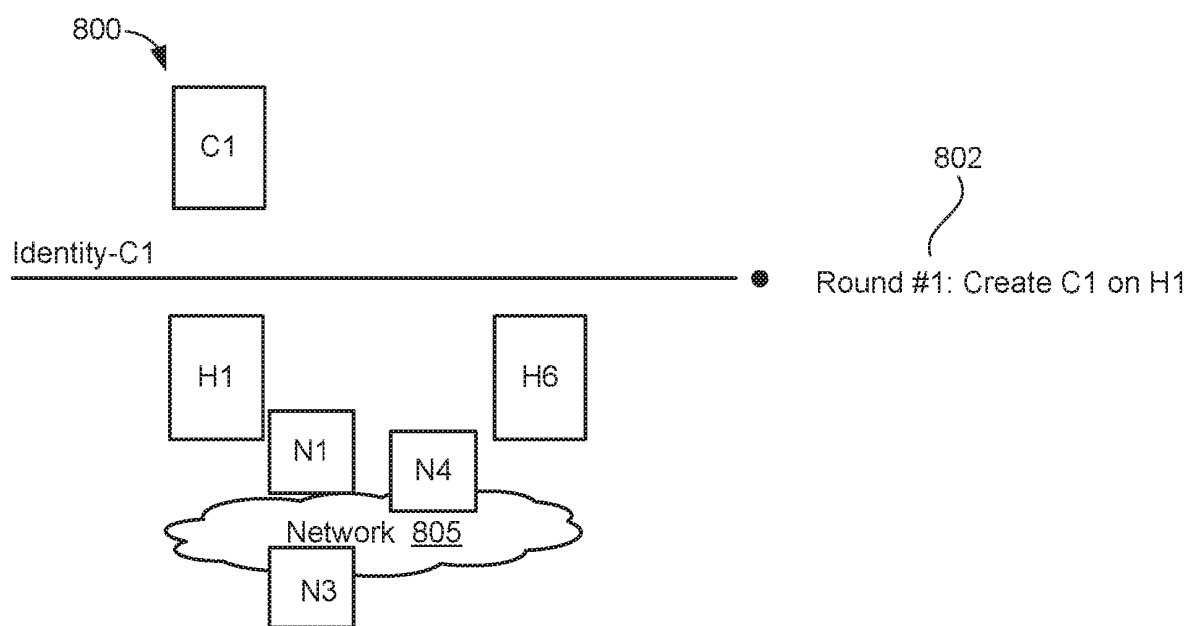 800
C1
802
Identity-C1
Round #1: Create C1 on H1
H1
H6
N1
N4
Network 805
N3